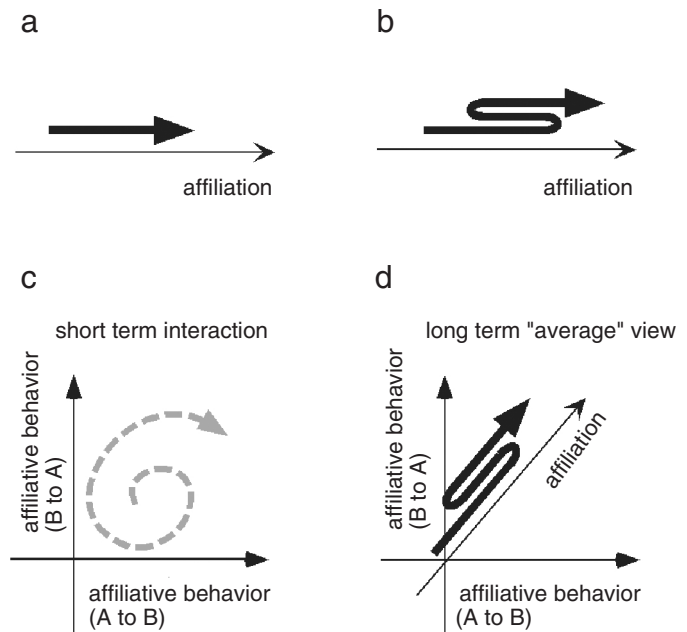 a
b
affiliation
affiliation
c
d
short term interaction
long term "average" view
affiliative behavior
(B to A)
affiliative behavior
(B to A)
affiliation
affiliative behavior
(A to B)
affiliative behavior
(A to B)